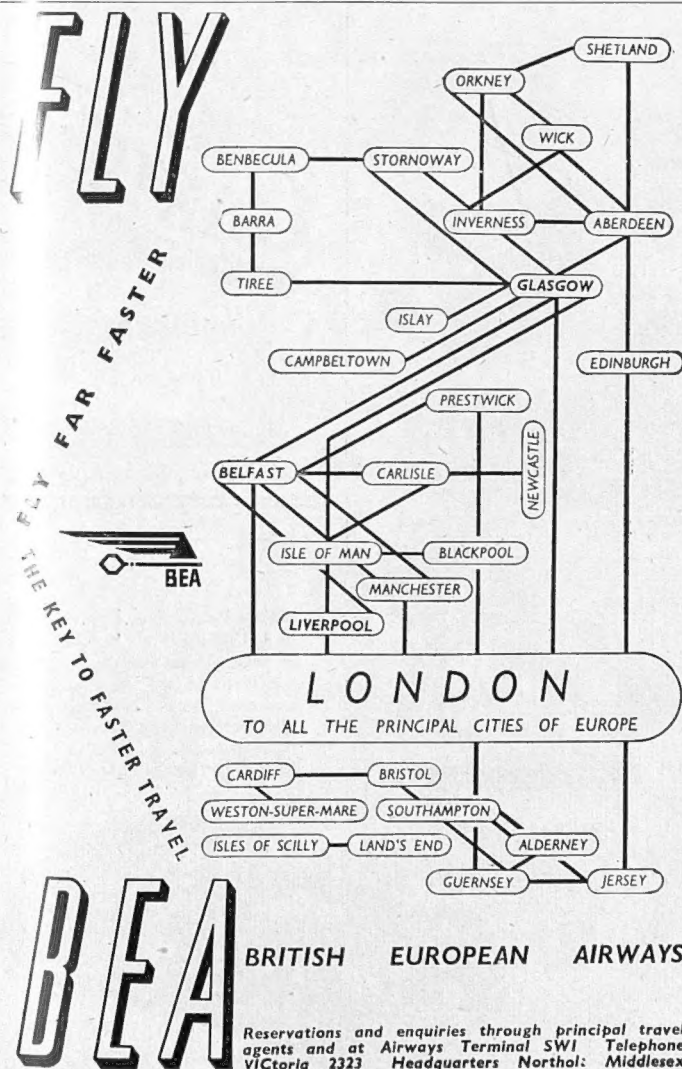 FLY
FLY FAR FASTER
THE KEY TO FASTER TRAVEL
BEA
SHETLAND
ORKNEY
WICK
BENBECULA
STORNOWAY
BARRA
INVERNESS
ABERDEEN
TIREE
GLASGOW
ISLAY
CAMPBELTOWN
EDINBURGH
PRESTWICK
NEWCASTLE
BELFAST
CARLISLE
ISLE OF MAN
BLACKPOOL
MANCHESTER
LIVERPOOL
LONDON
TO ALL THE PRINCIPAL CITIES OF EUROPE
CARDIFF
BRISTOL
WESTON-SUPER-MARE
SOUTHAMPTON
ISLES OF SCILLY
LAND'S END
ALDERNEY
GUERNSEY
JERSEY
BEA
BRITISH EUROPEAN AIRWAYS
Reservations and enquiries through principal travel
agents and at Airways Terminal SW1 Telephone
VICtoria 2323 Headquarters Northol: Middlesex